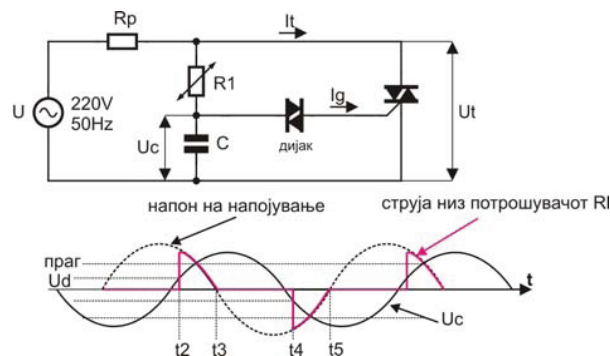 Rp
It
R1
Ig
U
220V
50Hz
Uc
C
дијак
Ut
напон на напојување
струја низ потрошувачот Rl
праг
Ud
t
Uc
t2
t3
t4
t5